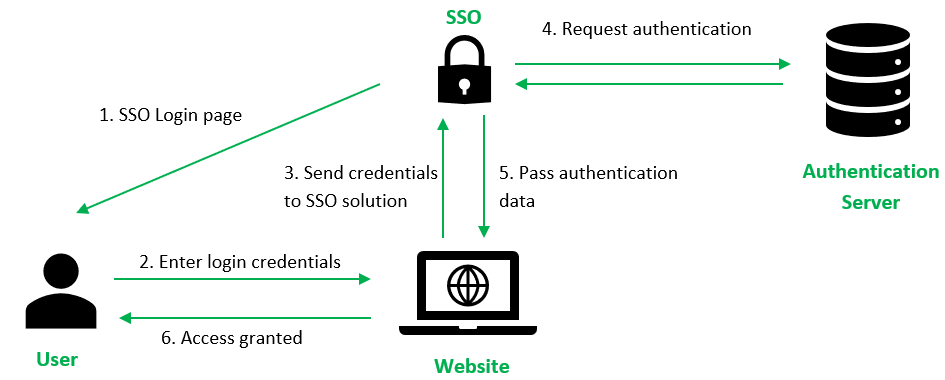 SSO
4. Request authentication
1. SSO Login page
3. Send credentials
to SSO solution
5. Pass authentication
data
Authentication
Server
2. Enter login credentials
6. Access granted
User
Website